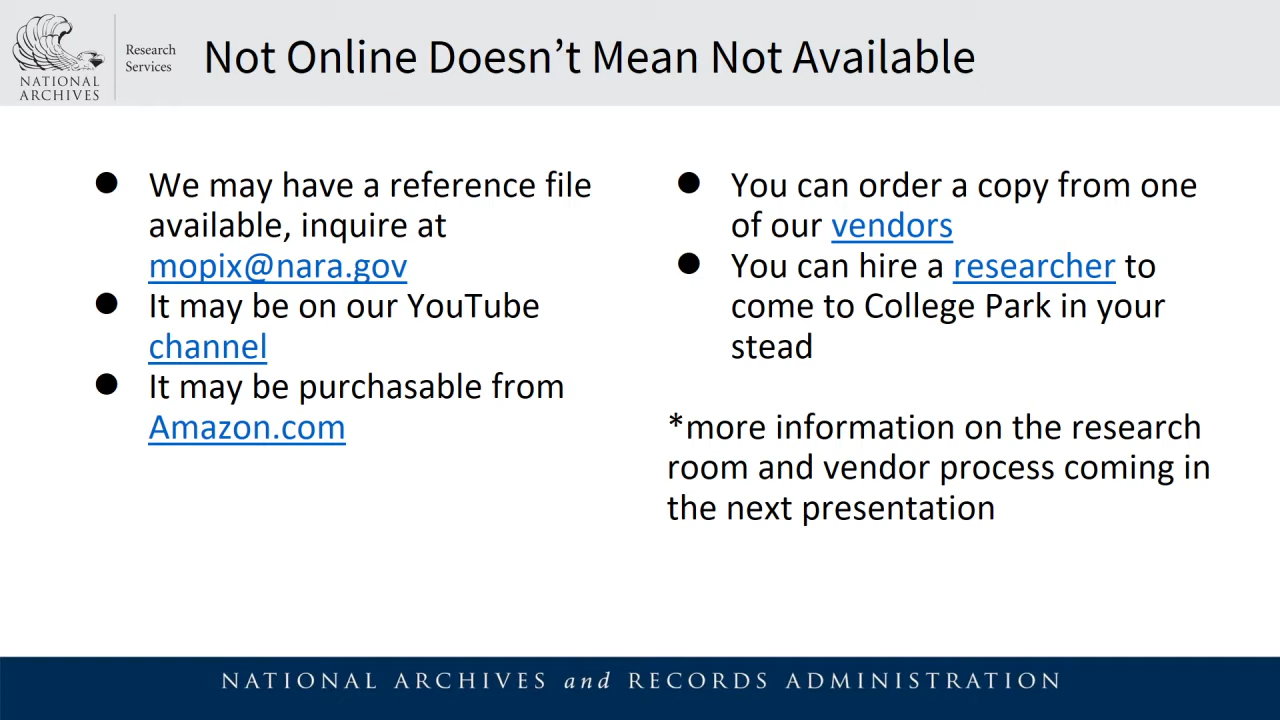 NATIONAL
ARCHIVES
Research
Services
Not Online Doesn’t Mean Not Available
● We may have a reference file
available, inquire at
mopix@nara.gov
● It may be on our YouTube
channel
● It may be purchasable from
Amazon.com
● You can order a copy from one
of our vendors
● You can hire a researcher to
come to College Park in your
stead
*more information on the research
room and vendor process coming in
the next presentation
NATIONAL ARCHIVES and RECORDS ADMINISTRATION